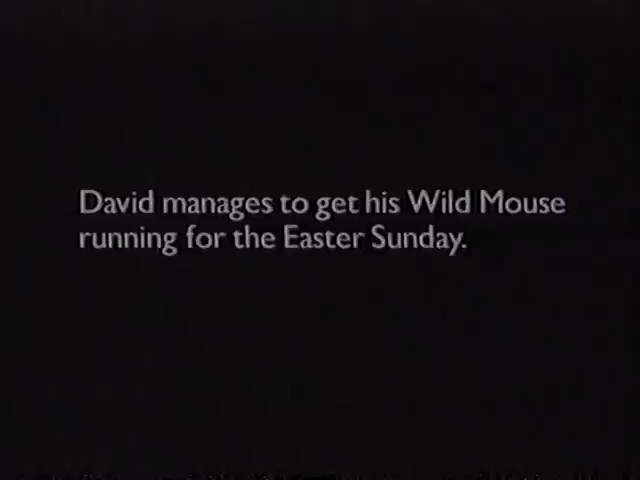 David manages to get his Wild Mouse
running for the Easter Sunday.